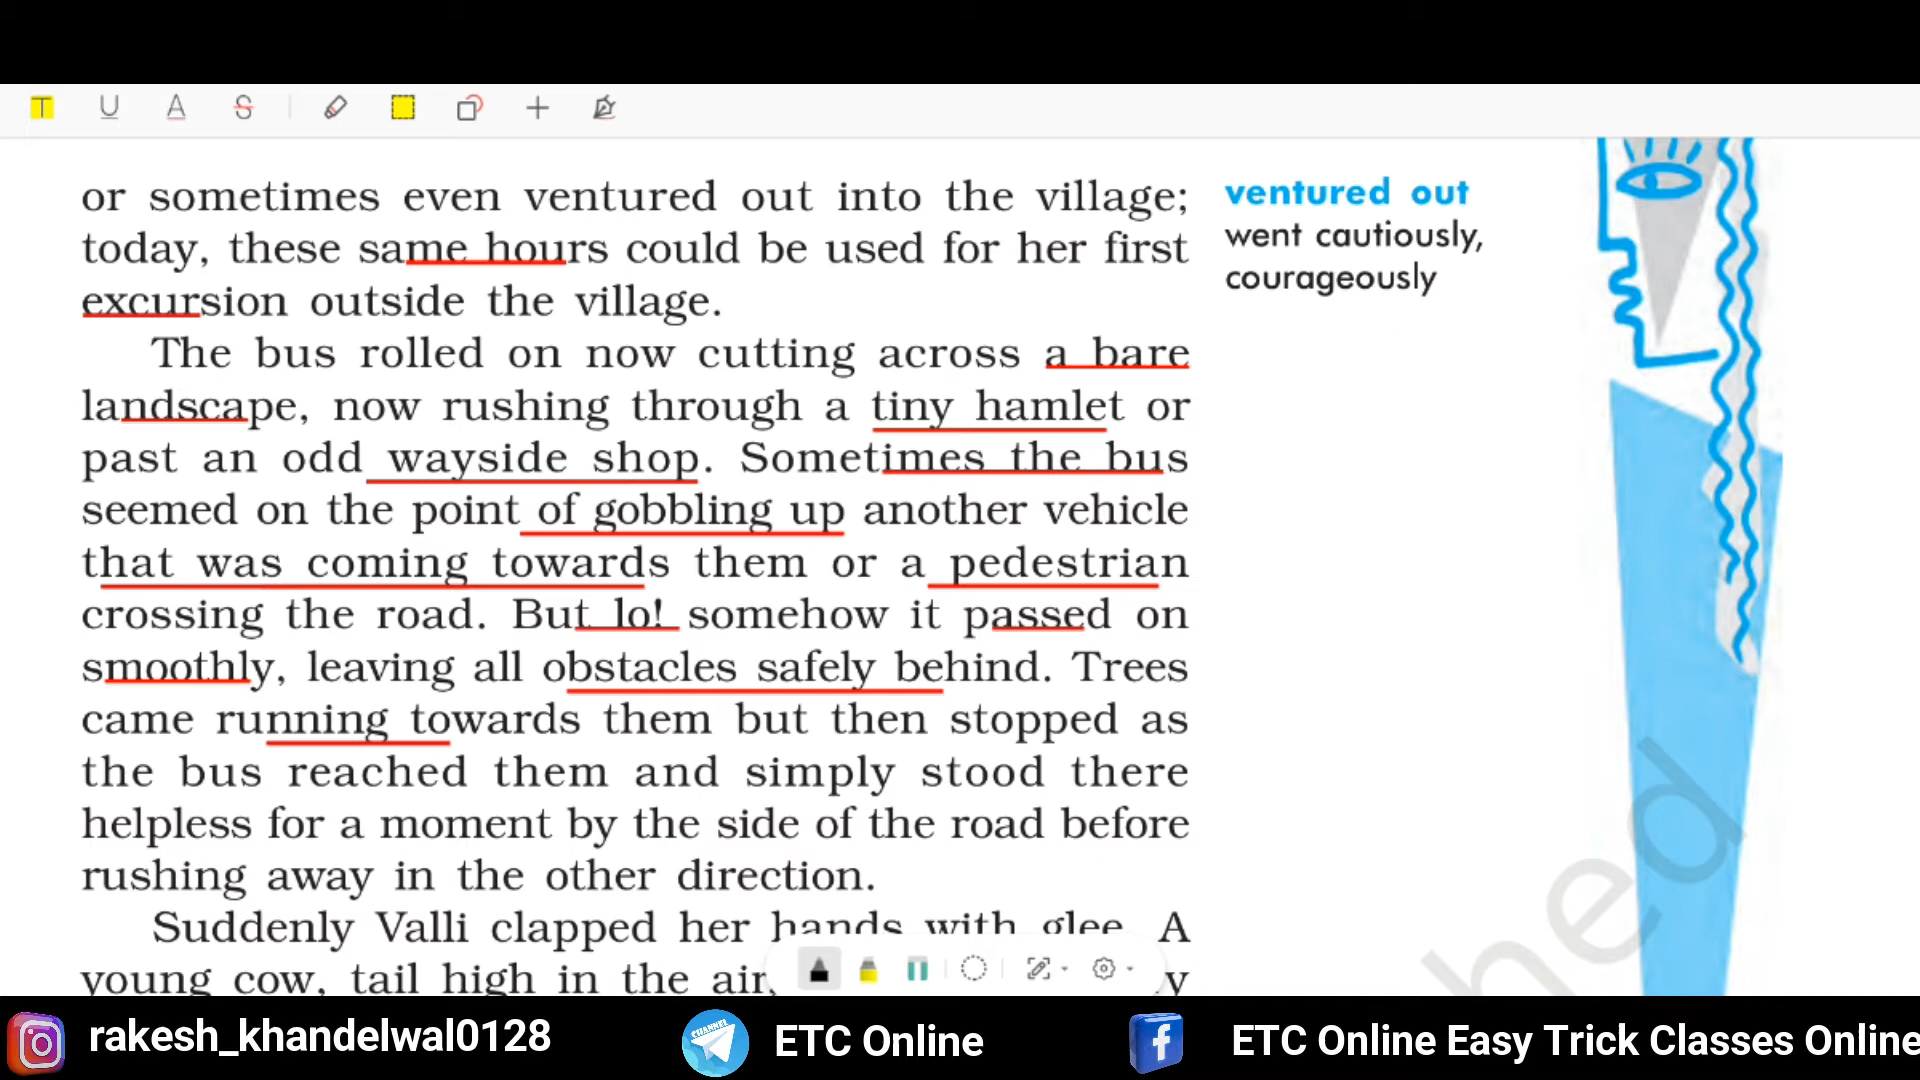 or sometimes even ventured out into the village;
today, these same hours could be used for her first
excursion outside the village.
The bus rolled on now cutting across a bare
landscape, now rushing through a tiny hamlet or
past an odd wayside shop. Sometimes the bus
seemed on the point of gobbling up another vehicle
that was coming towards them or a pedestrian
crossing the road. But lo! somehow it passed on
smoothly, leaving all obstacles safely behind. Trees
came running towards them but then stopped as
the bus reached them and simply stood there
helpless for a moment by the side of the road before
rushing away in the other direction.
Suddenly Valli clapped her hands with glee. A
young cow, tail high in the air,
ventured out
went cautiously,
courageously
hed
rakesh_khandelwal0128
CHANNEL
ETC Online
ETC Online Easy Trick Classes Online